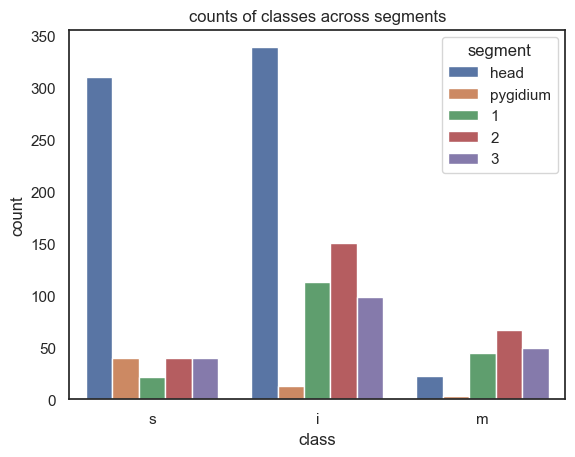 counts of classes across segments
350
300
250
200
150
100
50
0
count
s
i
m
class
segment
head
pygidium
1
2
3